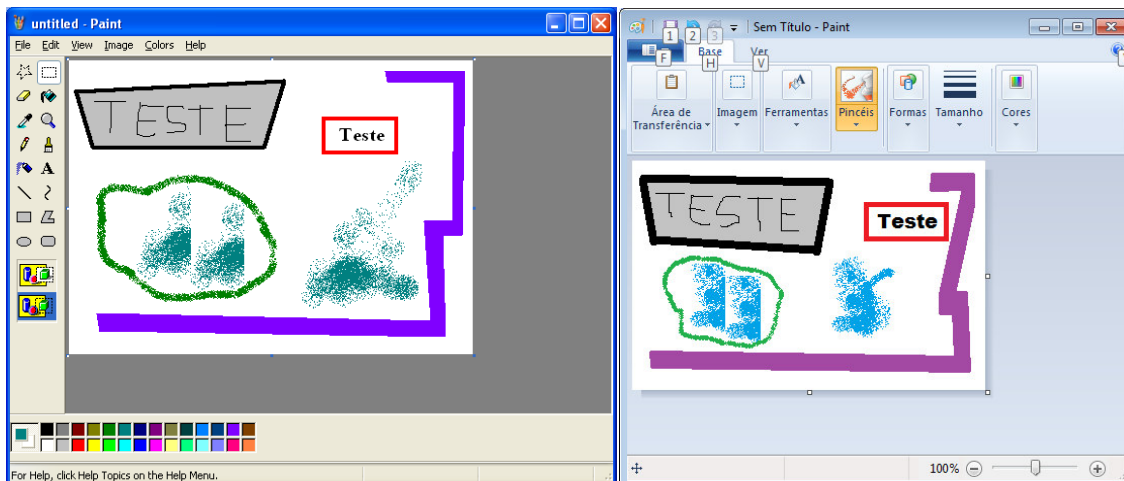 untitled - Paint
File Edit View Image Colors Help
TESTE
Teste
For Help, click Help Topics on the Help Menu.
1 2 3
Sem Título - Paint
F
Base
H
Ver
V
Área de
Transferência
Imagem
Ferramentas
Pincéis
Formas
Tamanho
Cores
TESTE
Teste
100%